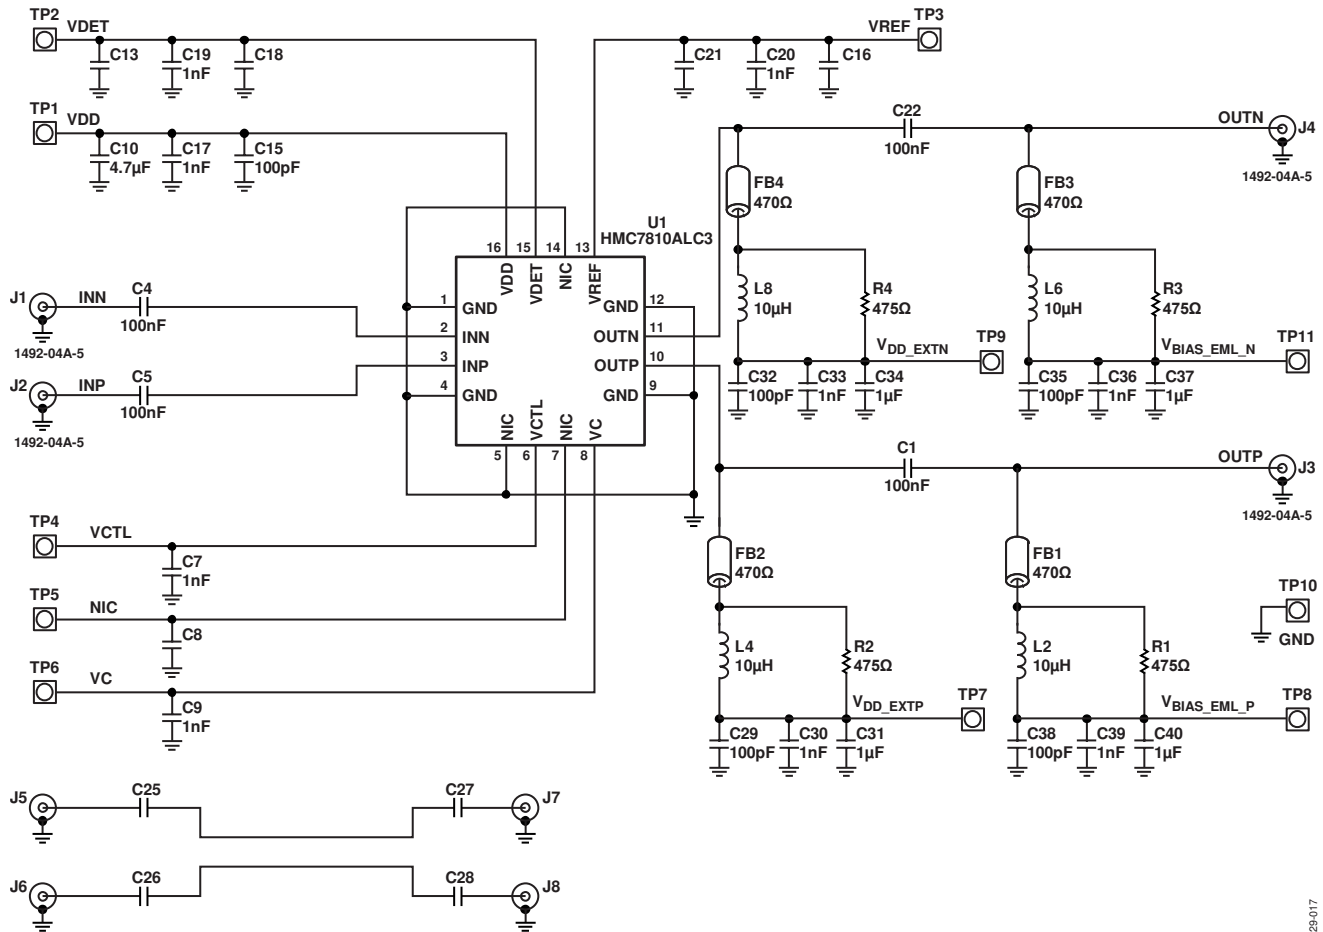 TP2
VDET
C13
C19
1nF
C18
TP3
VREF
C21
C20
1nF
C16
TP1
VDD
C10
4.7µF
C17
1nF
C15
100pF
C22
100nF
OUTN
J4
1492-04A-5
FB4
470Ω
FB3
470Ω
U1
HMC7810ALC3
16
15
14
13
VDD
VDET
NIC
VREF
1
GND
2
INN
3
INP
4
GND
GND
12
OUTN
11
OUTP
10
GND
9
NIC
VCTL
NIC
VC
5
6
7
8
J1
INN
C4
100nF
1492-04A-5
J2
INP
C5
100nF
1492-04A-5
L8
10µH
R4
475Ω
L6
10µH
R3
475Ω
VDD_EXTN
TP9
VBIAS_EML_N
TP11
C32
100pF
C33
1nF
C34
1µF
C35
100pF
C36
1nF
C37
1µF
C1
100nF
OUTP
J3
1492-04A-5
TP4
VCTL
C7
1nF
TP5
NIC
C8
TP6
VC
C9
1nF
FB2
470Ω
FB1
470Ω
TP10
GND
L4
10µH
R2
475Ω
L2
10µH
R1
475Ω
VDD_EXTP
TP7
VBIAS_EML_P
TP8
C29
100pF
C30
1nF
C31
1µF
C38
100pF
C39
1nF
C40
1µF
J5
C25
C27
J7
J6
C26
C28
J8
29-017